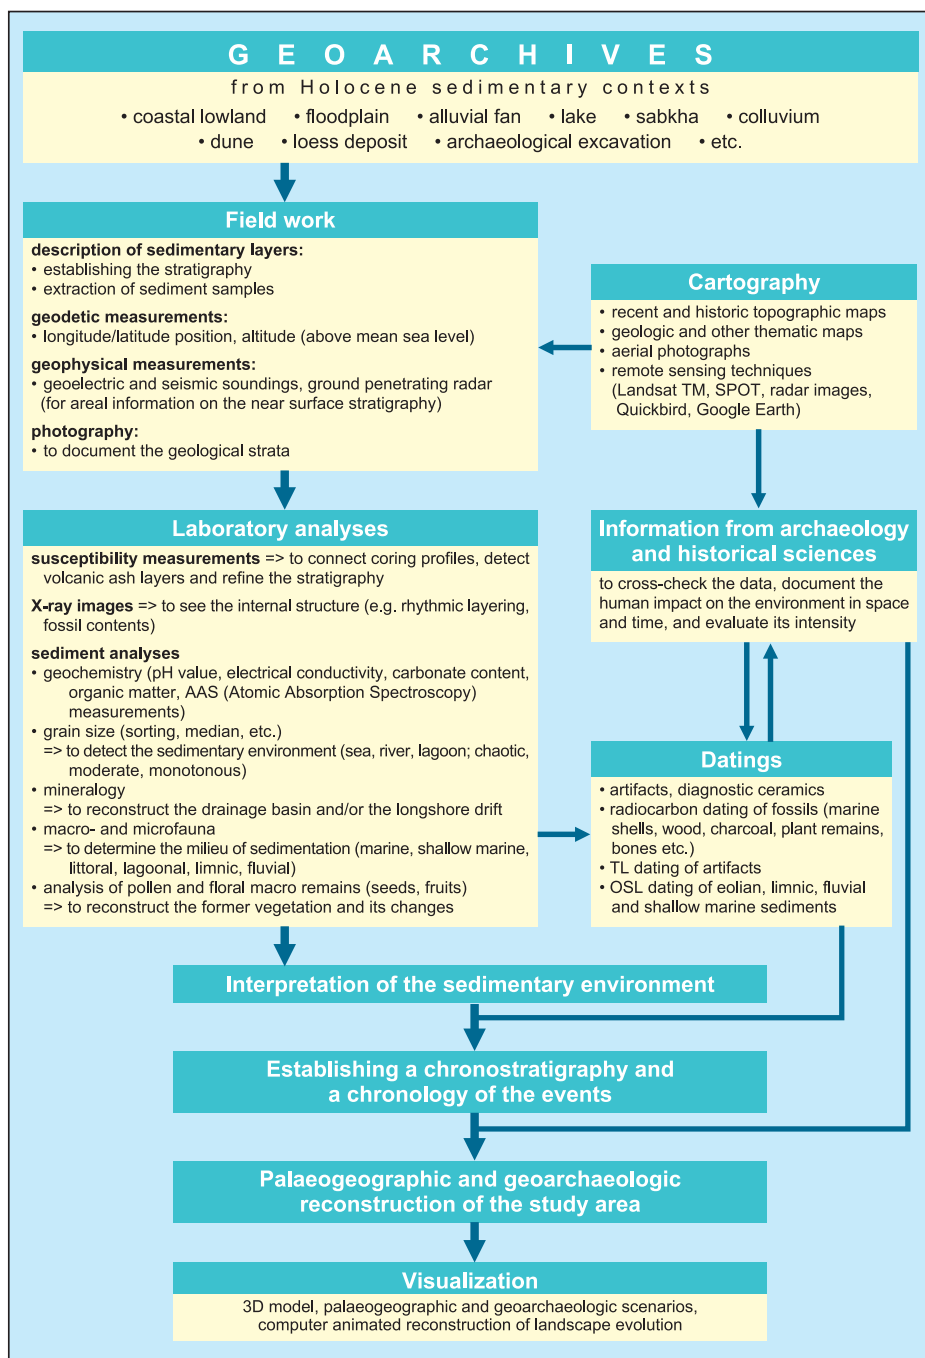 GEOARCHIVES
from Holocene sedimentary contexts
• coastal lowland • floodplain • alluvial fan • lake • sabkha • colluvium
• dune • loess deposit • archaeological excavation • etc.
Field work
description of sedimentary layers:
• establishing the stratigraphy
• extraction of sediment samples
geodetic measurements:
• longitude/latitude position, altitude (above mean sea level)
geophysical measurements:
• geoelectric and seismic soundings, ground penetrating radar
(for areal information on the near surface stratigraphy)
photography:
• to document the geological strata
Cartography
• recent and historic topographic maps
• geologic and other thematic maps
• aerial photographs
• remote sensing techniques
(Landsat TM, SPOT, radar images,
Quickbird, Google Earth)
Laboratory analyses
susceptibility measurements => to connect coring profiles, detect
volcanic ash layers and refine the stratigraphy
X-ray images => to see the internal structure (e.g. rhythmic layering,
fossil contents)
sediment analyses
• geochemistry (pH value, electrical conductivity, carbonate content,
organic matter, AAS (Atomic Absorption Spectroscopy)
measurements)
• grain size (sorting, median, etc.)
=> to detect the sedimentary environment (sea, river, lagoon; chaotic,
moderate, monotonous)
• mineralogy
=> to reconstruct the drainage basin and/or the longshore drift
• macro- and microfauna
=> to determine the milieu of sedimentation (marine, shallow marine,
littoral, lagoonal, limnic, fluvial)
• analysis of pollen and floral macro remains (seeds, fruits)
=> to reconstruct the former vegetation and its changes
Information from archaeology
and historical sciences
to cross-check the data, document the
human impact on the environment in space
and time, and evaluate its intensity
Datings
• artifacts, diagnostic ceramics
• radiocarbon dating of fossils (marine
shells, wood, charcoal, plant remains,
bones etc.)
• TL dating of artifacts
• OSL dating of eolian, limnic, fluvial
and shallow marine sediments
Interpretation of the sedimentary environment
Establishing a chronostratigraphy and
a chronology of the events
Palaeogeographic and geoarchaeologic
reconstruction of the study area
Visualization
3D model, palaeogeographic and geoarchaeologic scenarios,
computer animated reconstruction of landscape evolution